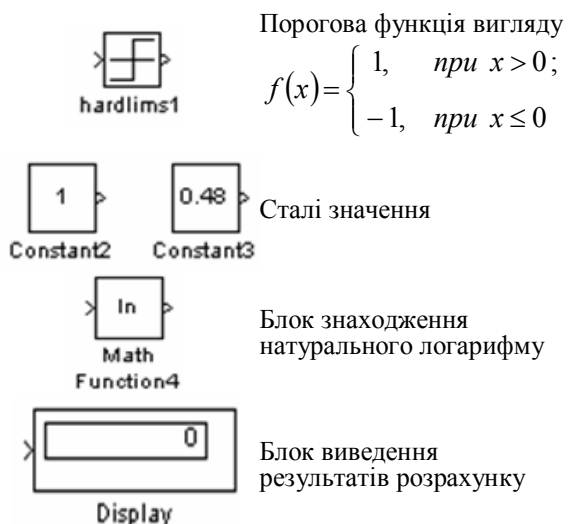 Порогова функція вигляду
hardlims1
f(x)={ 1, при x > 0;
−1, при x ≤ 0
1
0.48
Сталі значення
Constant2
Constant3
ln
Блок знаходження
натурального логарифму
Math
Function4
0
Блок виведення
результатів розрахунку
Display